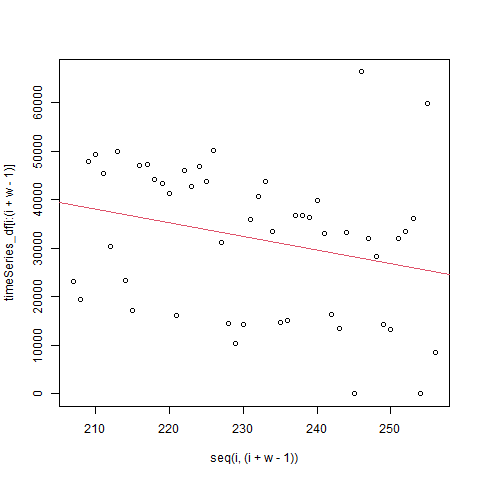 timeSeries_df[i:(i + w - 1)]
60000
50000
40000
30000
20000
10000
0
210 220 230 240 250
seq(i, (i + w - 1))